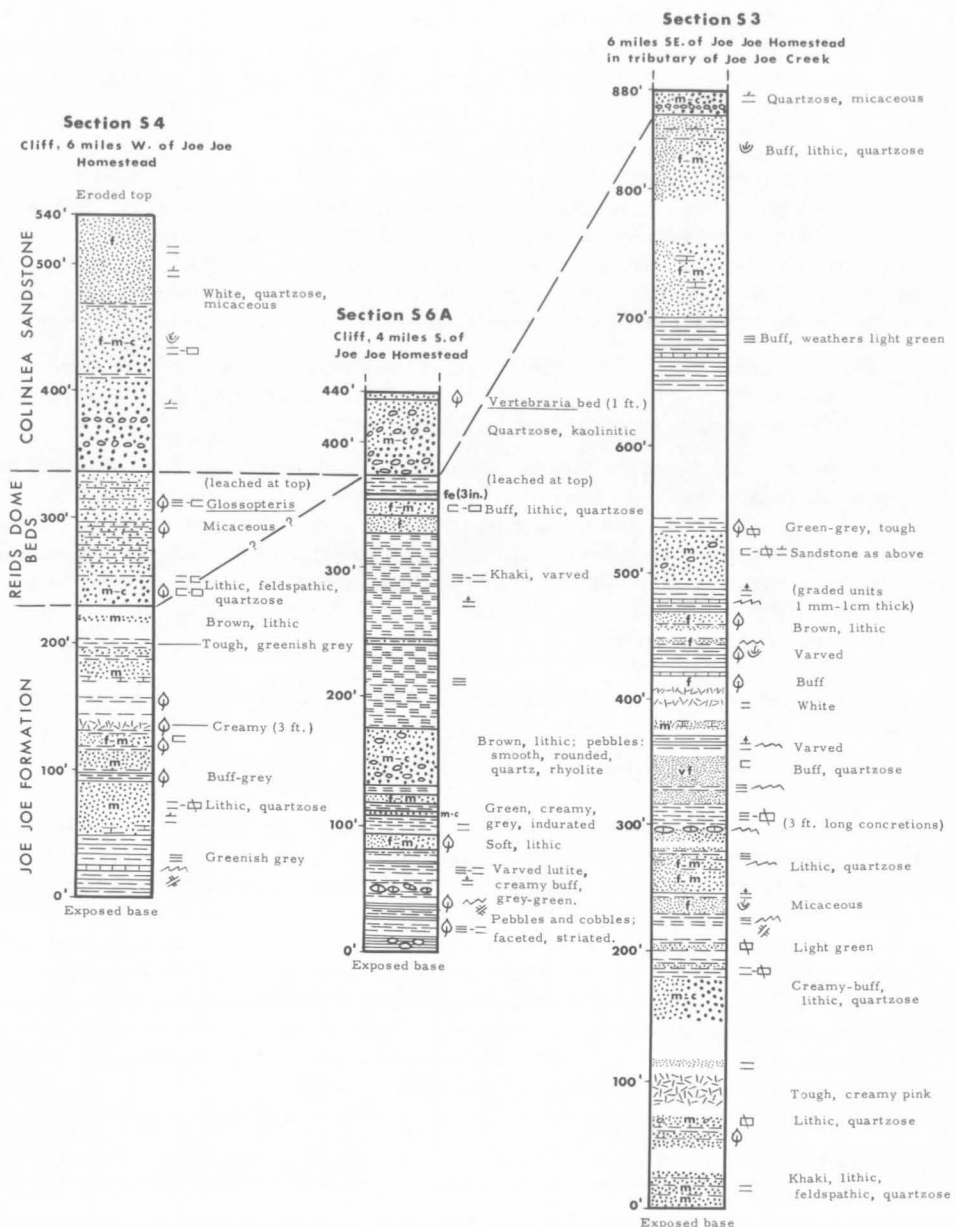 Section S 3
6 miles SE. of Joe Joe Homestead
in tributary of Joe Joe Creek
880'
m-c
Quartzose, micaceous
f-m
Buff, lithic, quartzose
800'
f-m
700'
Buff, weathers light green
600'
Green-grey, tough
m
Sandstone as above
500'
(graded units
1 mm-1cm thick)
f
Brown, lithic
f
Varved
f
Buff
400'
White
m
Varved
vf
Buff, quartzose
300'
(3 ft. long concretions)
f-m
Lithic, quartzose
f-m
f
Micaceous
200'
Light green
m-c
Creamy-buff,
lithic, quartzose
100'
Tough, creamy pink
Lithic, quartzose
Khaki, lithic,
feldspathic, quartzose
m
m
0'
Exposed base
Section S 4
Cliff, 6 miles W. of Joe Joe
Homestead
Eroded top
540'
f
500'
White, quartzose,
micaceous
f-m-c
400'
COLINLEA SANDSTONE
(leached at top)
Glossopteris
300'
Micaceous
REIDS DOME
BEDS
?
?
m-c
Lithic, feldspathic,
quartzose
m
Brown, lithic
200'
Tough, greenish grey
m
Creamy (3 ft.)
f-m
m
100'
Buff-grey
m
Lithic, quartzose
JOE JOE FORMATION
Greenish grey
0'
Exposed base
Section S 6 A
Cliff, 4 miles S. of
Joe Joe Homestead
440'
Vertebraria bed (1 ft.)
400'
m-c
Quartzose, kaolinitic
(leached at top)
fe (3 in.)
f-m
Buff, lithic, quartzose
f
300'
Khaki, varved
200'
m-c
Brown, lithic; pebbles:
smooth, rounded,
quartz, rhyolite
f-m
m-c
100'
Green, creamy,
grey, indurated
f-m
Soft, lithic
Varved lutite,
creamy buff,
grey-green.
Pebbles and cobbles;
faceted, striated.
0'
Exposed base